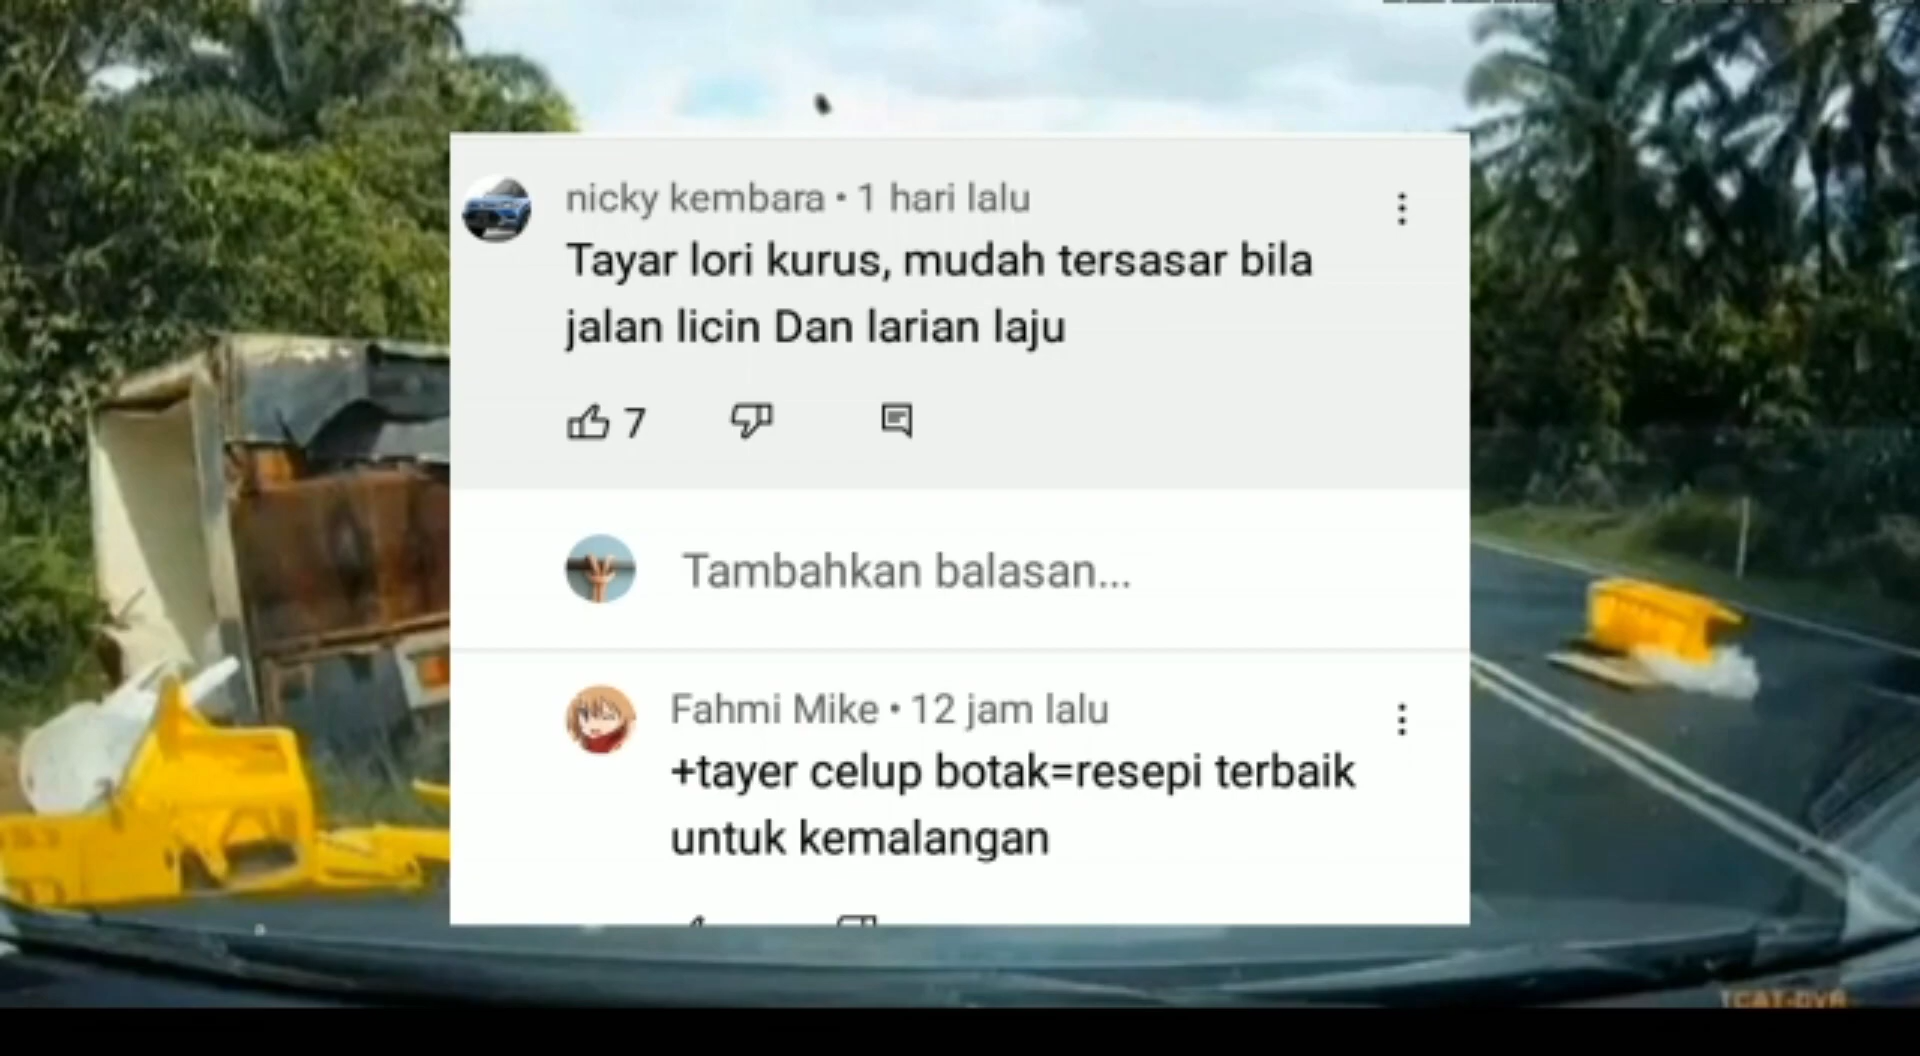 nicky kembara • 1 hari lalu
Tayar lori kurus, mudah tersasar bila
jalan licin Dan larian laju
7
Tambahkan balasan...
Fahmi Mike • 12 jam lalu
+tayer celup botak=resepi terbaik
untuk kemalangan